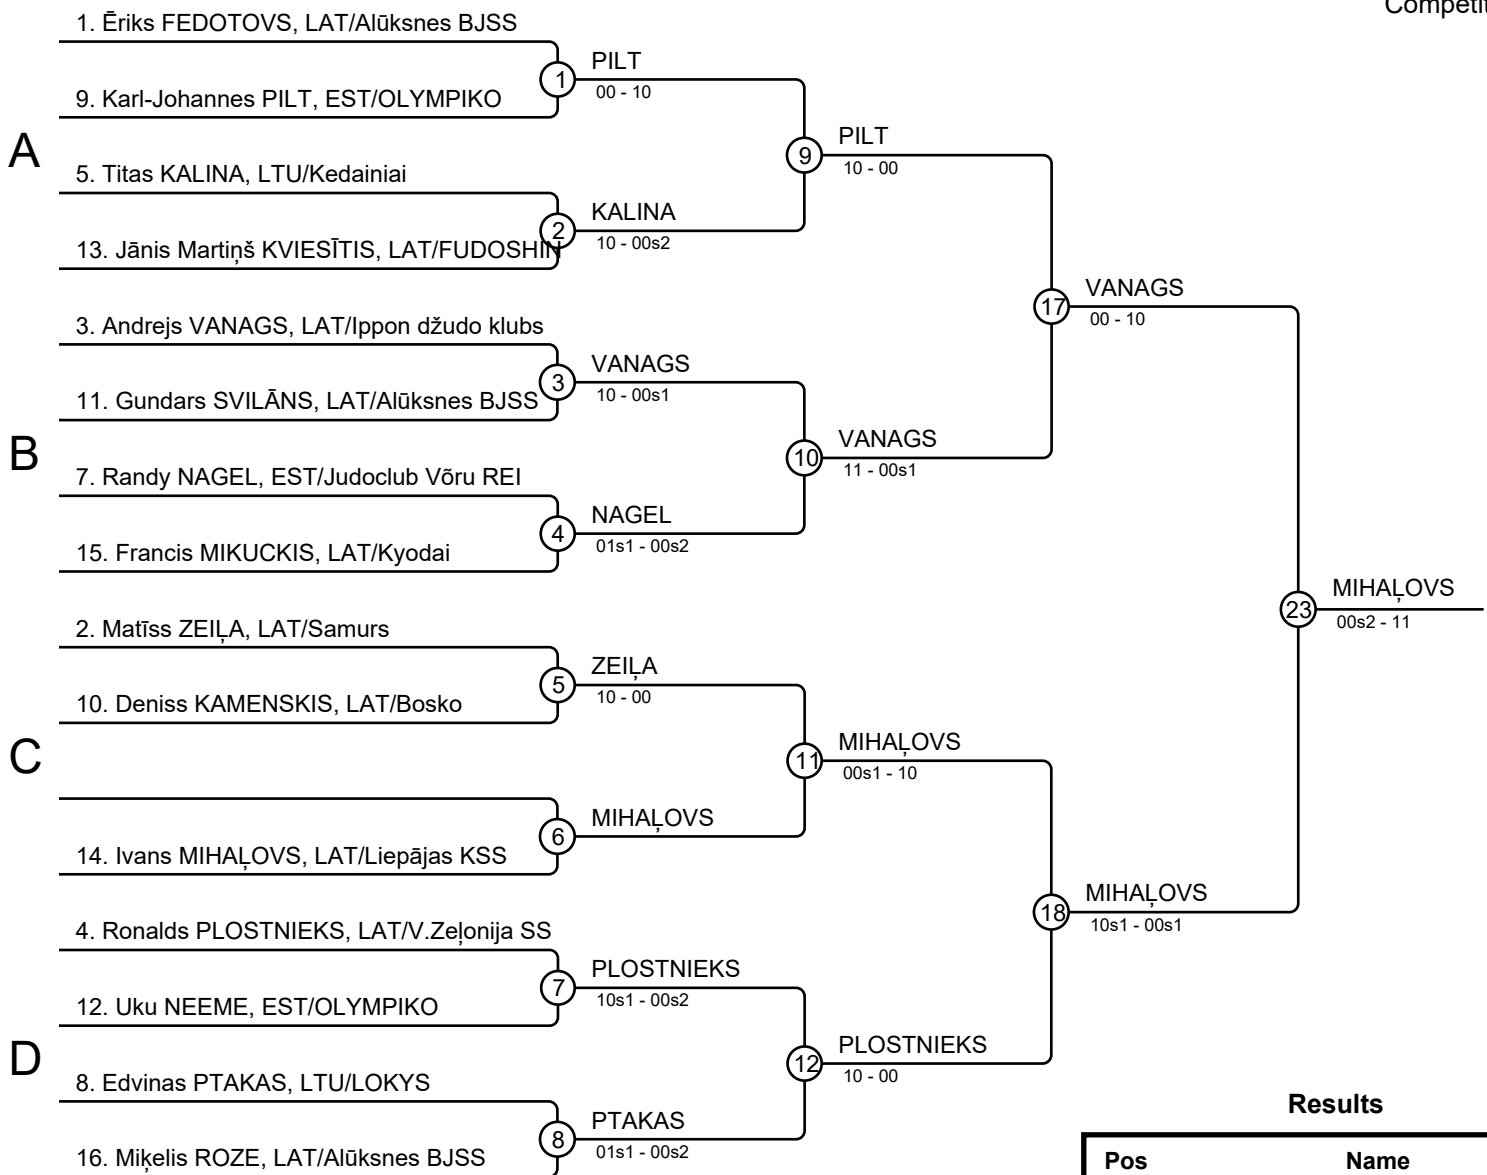 Competit
1. Ēriks FEDOTOVS, LAT/Alūksnes BJSS
1
PILT
00 - 10
9. Karl-Johannes PILT, EST/OLYMPIKO
A
9
PILT
10 - 00
5. Titas KALINA, LTU/Kedainiai
2
KALINA
10 - 00s2
13. Jānis Martiņš KVIESĪTIS, LAT/FUDOSHIN
17
VANAGS
00 - 10
3. Andrejs VANAGS, LAT/Ippon džudo klubs
3
VANAGS
10 - 00s1
11. Gundars SVILĀNS, LAT/Alūksnes BJSS
B
10
VANAGS
11 - 00s1
7. Randy NAGEL, EST/Judoclub Võru REI
4
NAGEL
01s1 - 00s2
15. Francis MIKUCKIS, LAT/Kyodai
23
MIHAĻOVS
00s2 - 11
2. Matīss ZEIĻA, LAT/Samurs
5
ZEIĻA
10 - 00
10. Deniss KAMENSKIS, LAT/Bosko
C
11
MIHAĻOVS
00s1 - 10
6
MIHAĻOVS
14. Ivans MIHAĻOVS, LAT/Liepājas KSS
18
MIHAĻOVS
10s1 - 00s1
4. Ronalds PLOSTNIEKS, LAT/V.Zeļonija SS
7
PLOSTNIEKS
10s1 - 00s2
12. Uku NEEME, EST/OLYMPIKO
D
12
PLOSTNIEKS
10 - 00
8. Edvinas PTAKAS, LTU/LOKYS
8
PTAKAS
01s1 - 00s2
16. Miķelis ROZE, LAT/Alūksnes BJSS
Results
Pos Name